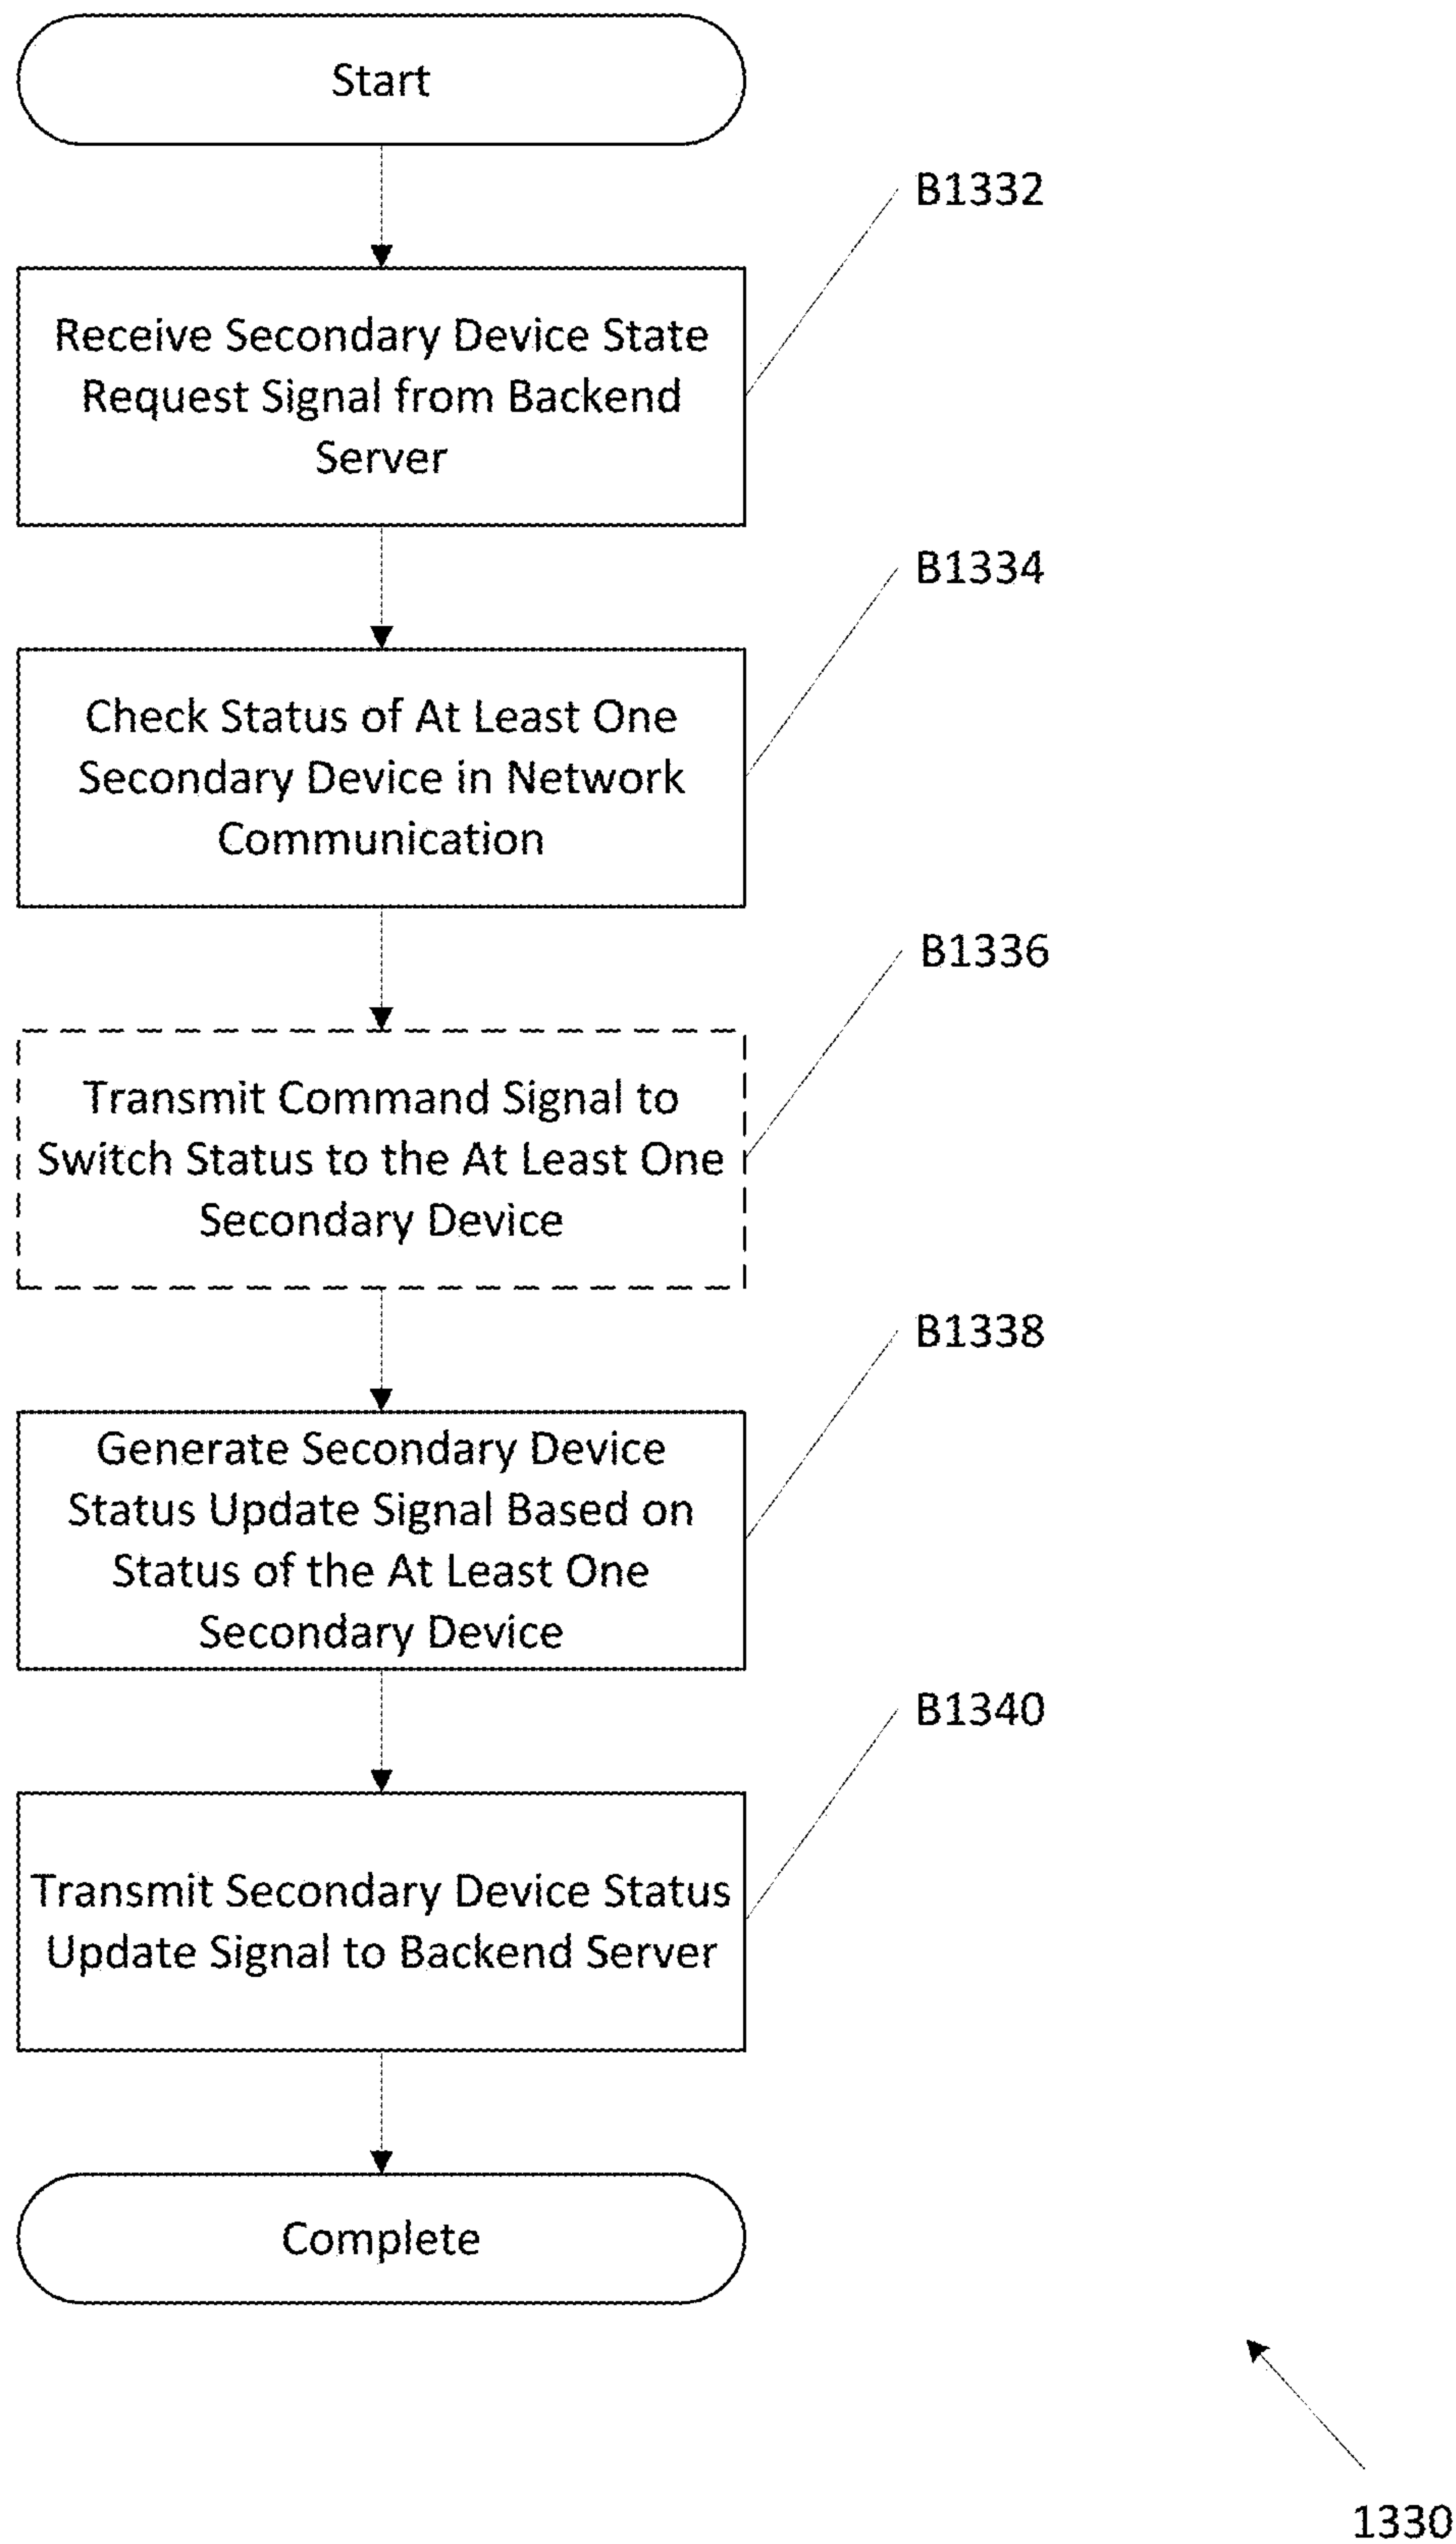 Start
B1332
Receive Secondary Device State
Request Signal from Backend
Server
B1334
Check Status of At Least One
Secondary Device in Network
Communication
B1336
Transmit Command Signal to
Switch Status to the At Least One
Secondary Device
B1338
Generate Secondary Device
Status Update Signal Based on
Status of the At Least One
Secondary Device
B1340
Transmit Secondary Device Status
Update Signal to Backend Server
Complete
1330